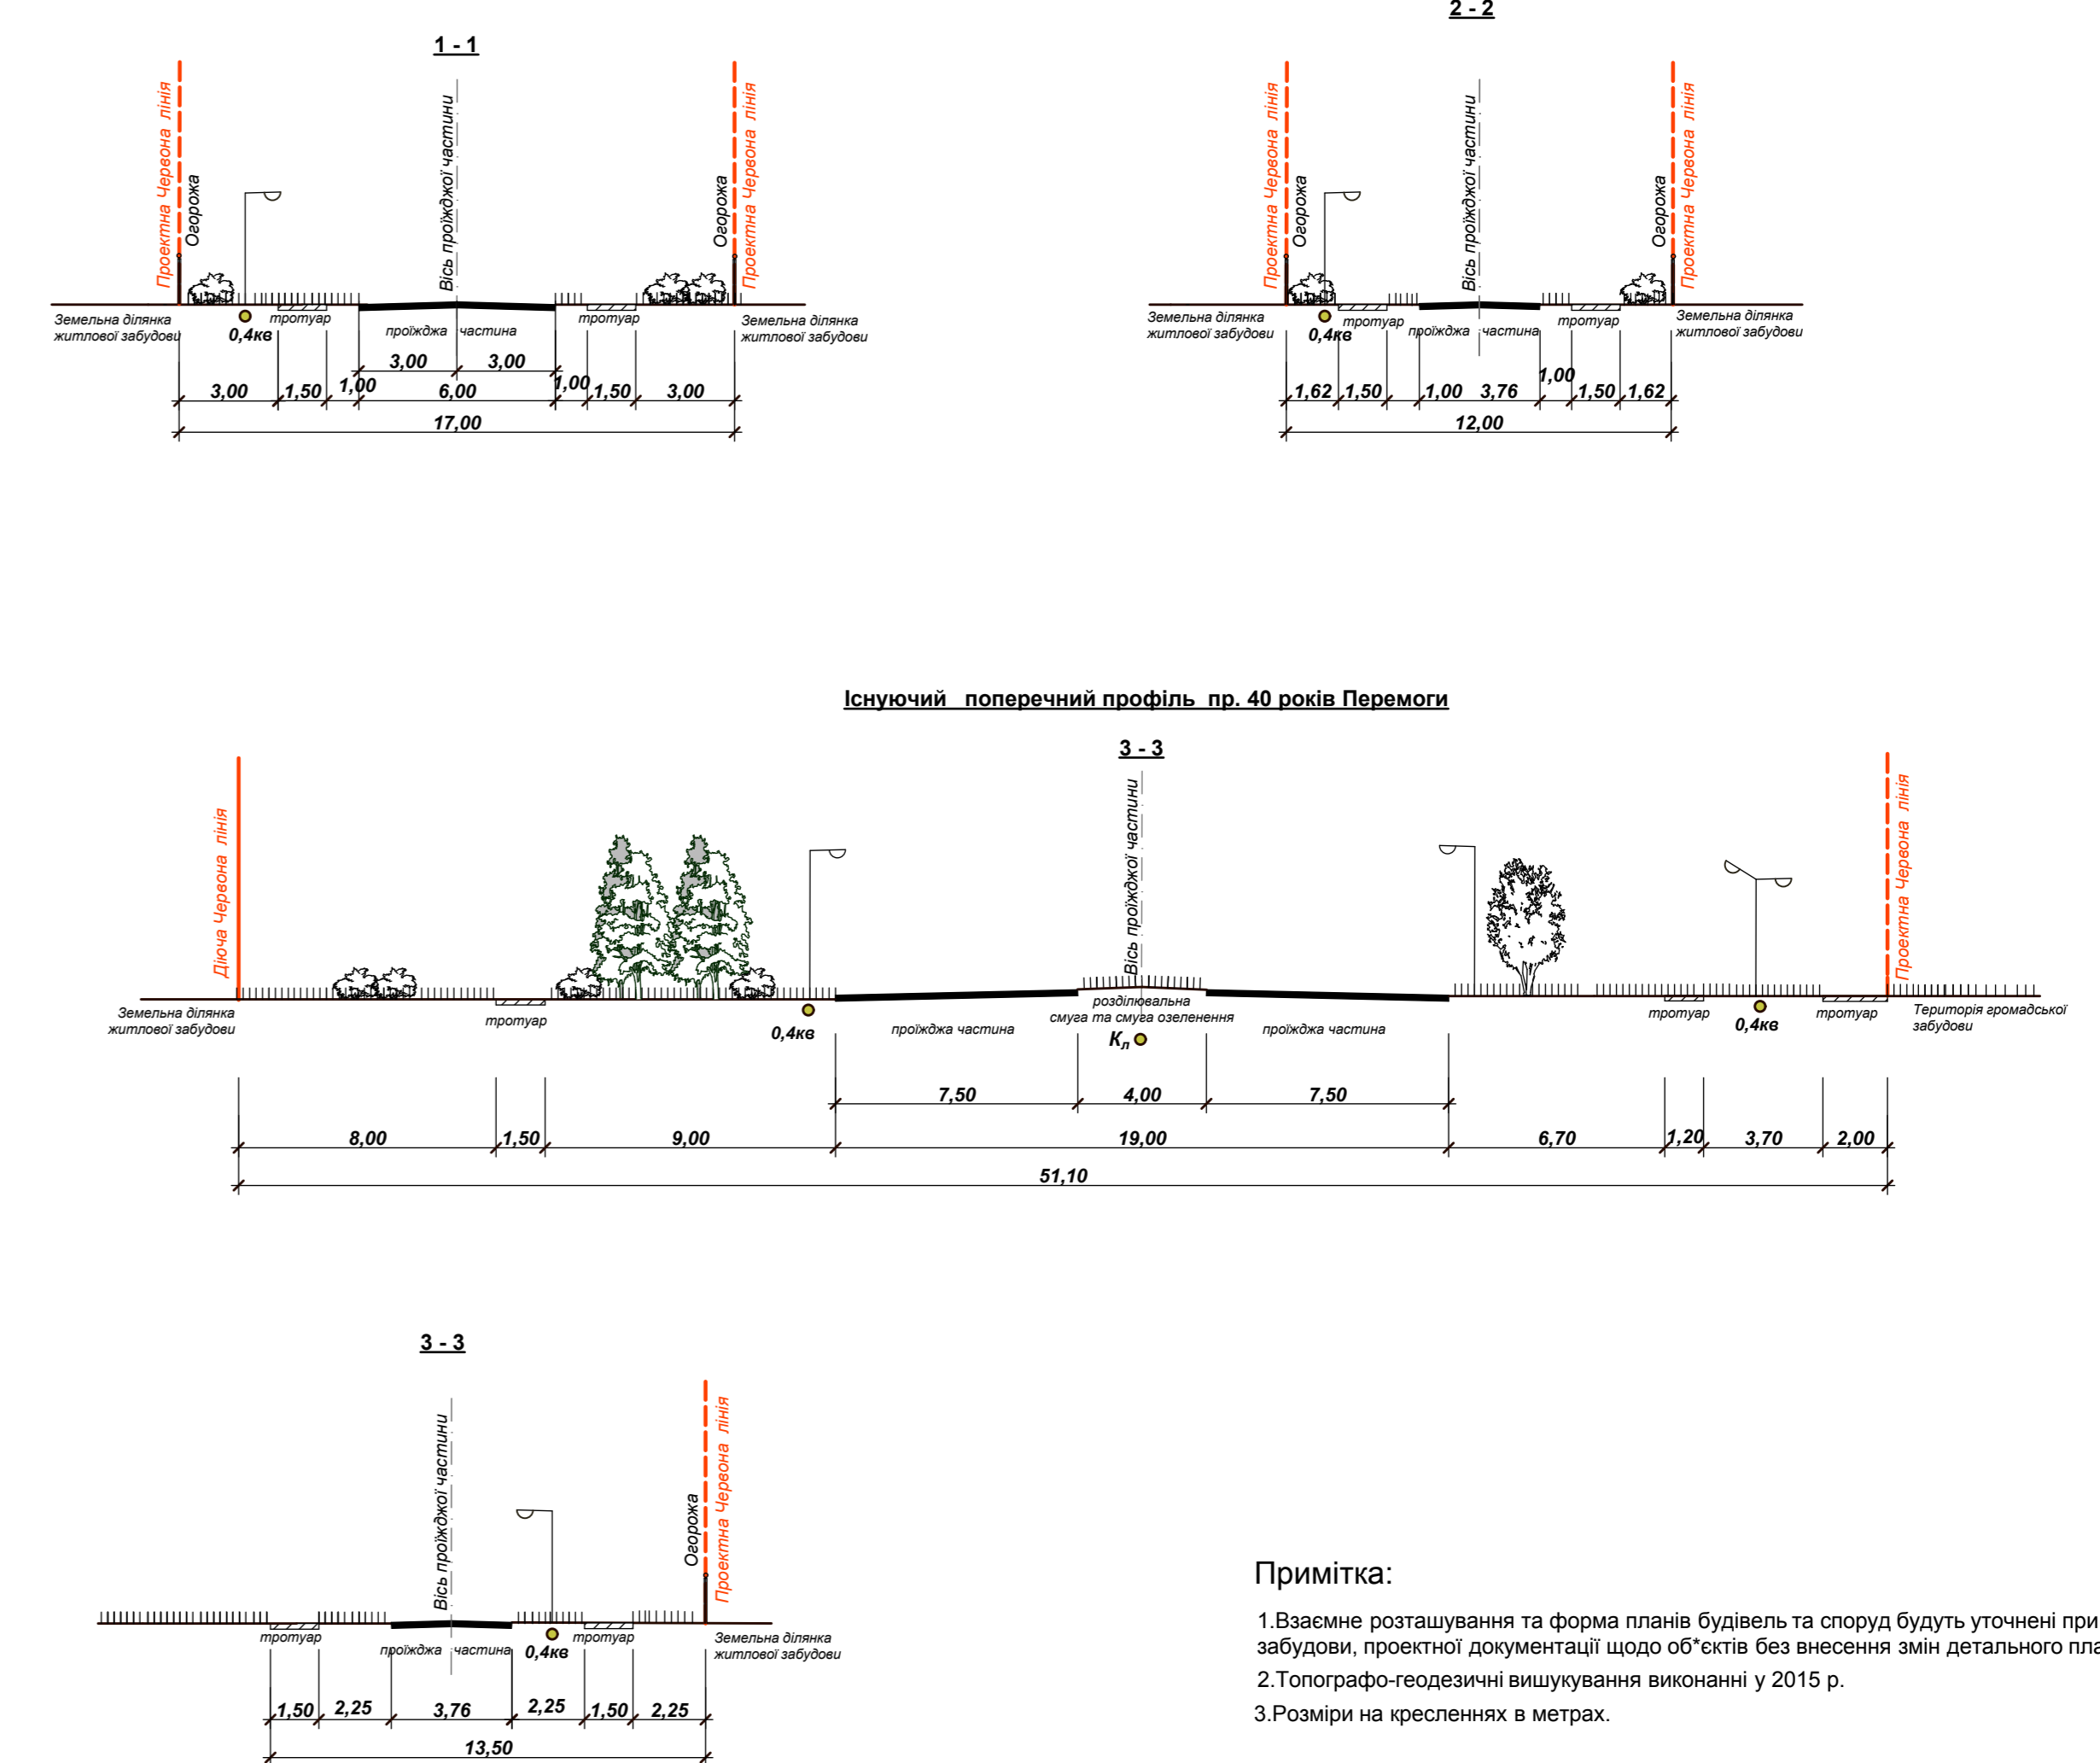 1 - 1
Проектна Червона лінія
Огорожа
Вісь проїжджої частини
Огорожа
Проектна Червона лінія
Земельна ділянка
житлової забудови
0,4кв
тротуар
проїжджа частина
тротуар
Земельна ділянка
житлової забудови
3,00 3,00
3,00 1,50 1,00 6,00 1,00 1,50 3,00
17,00
2 - 2
Проектна Червона лінія
Огорожа
Вісь проїжджої частини
Огорожа
Проектна Червона лінія
Земельна ділянка
житлової забудови
0,4кв
тротуар
проїжджа частина
тротуар
Земельна ділянка
житлової забудови
1,62 1,50 1,00 3,76 1,00 1,50 1,62
12,00
Існуючий поперечний профіль пр. 40 років Перемоги
3 - 3
Діюча Червона лінія
Вісь проїжджої частини
Проектна Червона лінія
Земельна ділянка
житлової забудови
тротуар
0,4кв
проїжджа частина
розділювальна
смуга та смуга озеленення
Кл
проїжджа частина
тротуар
0,4кв
тротуар
Територія громадської
забудови
7,50 4,00 7,50
8,00 1,50 9,00 19,00 6,70 1,20 3,70 2,00
51,10
3 - 3
Вісь проїжджої частини
Огорожа
Проектна Червона лінія
тротуар
проїжджа частина
0,4кв
тротуар
Земельна ділянка
житлової забудови
1,50 2,25 3,76 2,25 1,50 2,25
13,50
Примітка:
1.Взаємне розташування та форма планів будівель та споруд будуть уточнені при
забудови, проектної документації щодо об*єктів без внесення змін детального пла
2.Топографо-геодезичні вишукування виконанні у 2015 р.
3.Розміри на кресленнях в метрах.